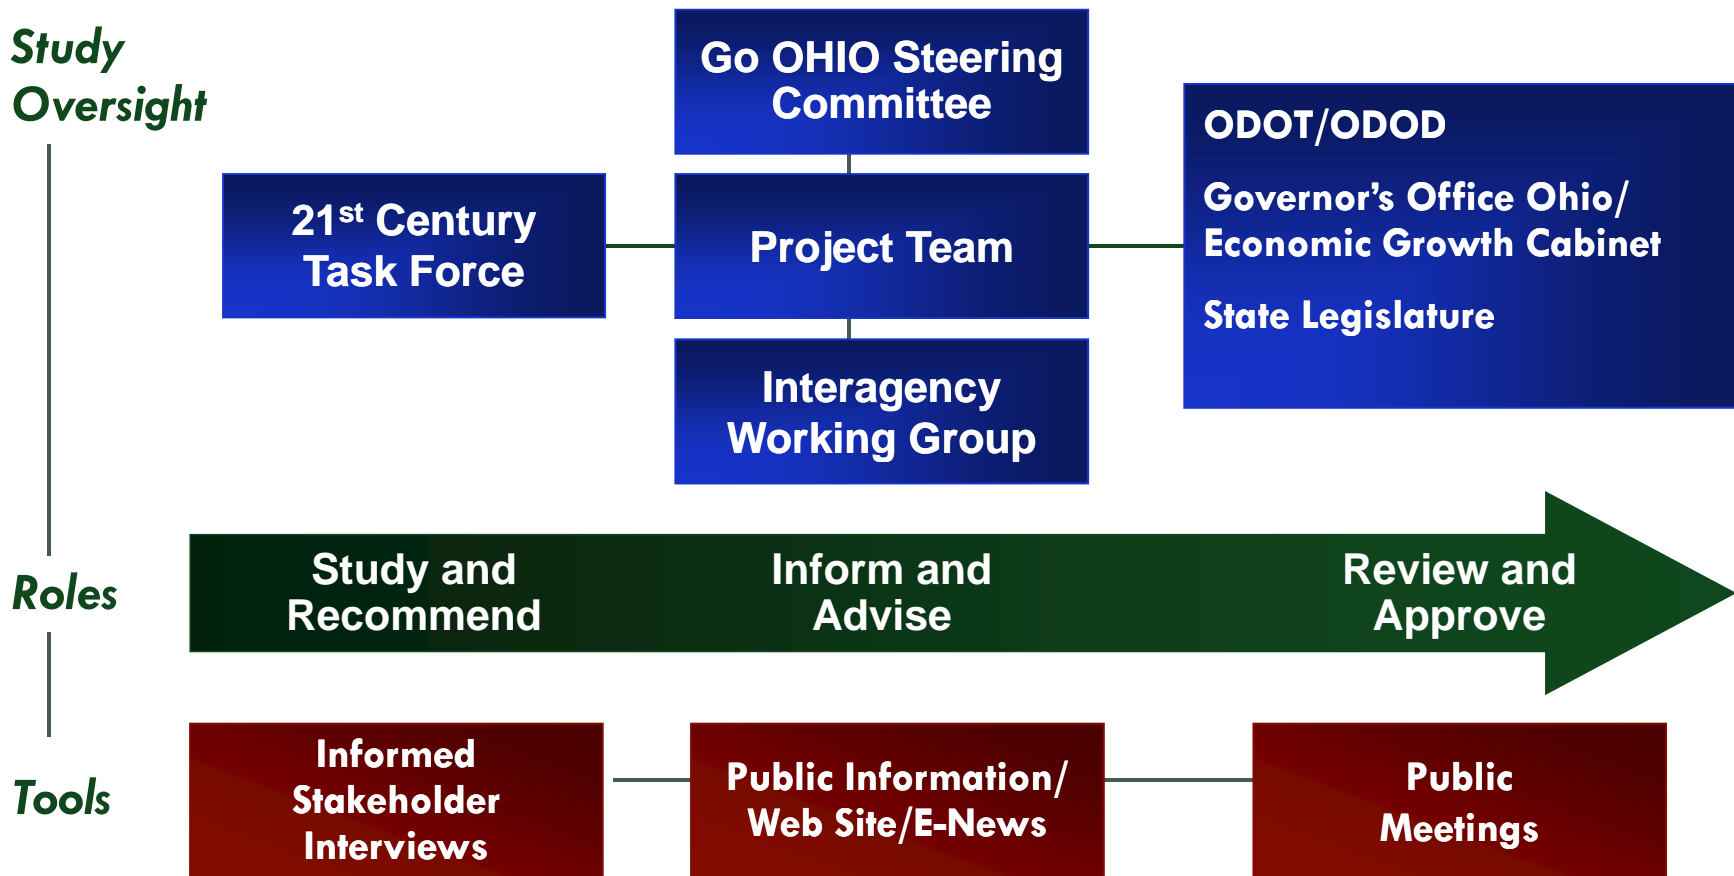 Study
Oversight
Go OHIO Steering
Committee
21st Century
Task Force
Project Team
ODOT/ODOD
Governor’s Office Ohio/
Economic Growth Cabinet
State Legislature
Interagency
Working Group
Roles
Study and
Recommend
Inform and
Advise
Review and
Approve
Tools
Informed
Stakeholder
Interviews
Public Information/
Web Site/E-News
Public
Meetings